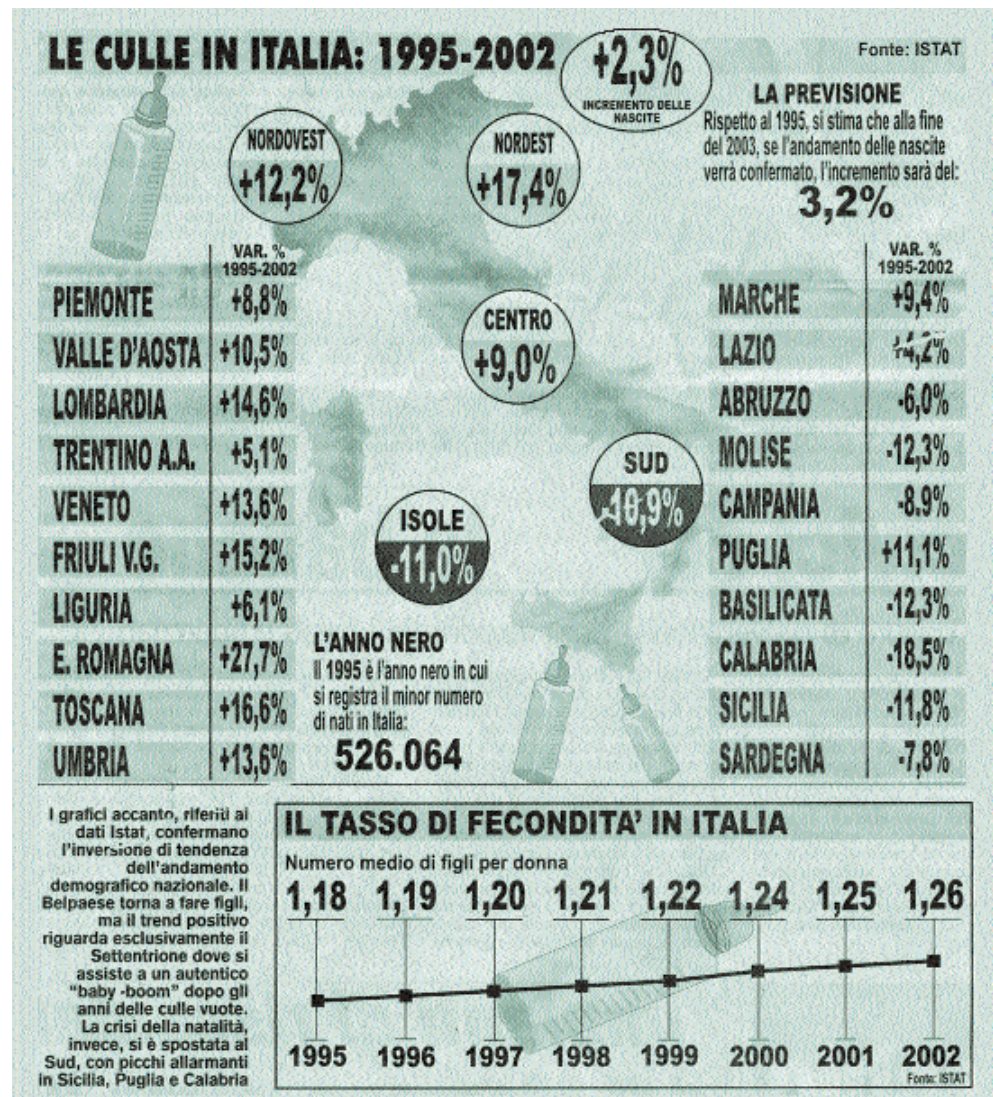 LE CULLE IN ITALIA: 1995-2002
+2,3%
INCREMENTO DELLE
NASCITE
Fonte: ISTAT
LA PREVISIONE
Rispetto al 1995, si stima che alla fine
del 2003, se l'andamento delle nascite
verrà confermato, l'incremento sarà del:
3,2%
NORDOVEST
+12,2%
NORDEST
+17,4%
CENTRO
+9,0%
SUD
-10,9%
ISOLE
-11,0%
VAR. %
1995-2002
PIEMONTE +8,8%
VALLE D'AOSTA +10,5%
LOMBARDIA +14,6%
TRENTINO A.A. +5,1%
VENETO +13,6%
FRIULI V.G. +15,2%
LIGURIA +6,1%
E. ROMAGNA +27,7%
TOSCANA +16,6%
UMBRIA +13,6%
L'ANNO NERO
Il 1995 è l'anno nero in cui
si registra il minor numero
di nati in Italia:
526.064
VAR. %
1995-2002
MARCHE +9,4%
LAZIO +4,2%
ABRUZZO -6,0%
MOLISE -12,3%
CAMPANIA -8.9%
PUGLIA +11,1%
BASILICATA -12,3%
CALABRIA -18,5%
SICILIA -11,8%
SARDEGNA -7,8%
I grafici accanto, riferiti ai
dati Istat, confermano
l'inversione di tendenza
dell'andamento
demografico nazionale. Il
Belpaese torna a fare figli,
ma il trend positivo
riguarda esclusivamente il
Settentrione dove si
assiste a un autentico
"baby -boom" dopo gli
anni delle culle vuote.
La crisi della natalità,
invece, si è spostata al
Sud, con picchi allarmanti
in Sicilia, Puglia e Calabria
IL TASSO DI FECONDITA' IN ITALIA
Numero medio di figli per donna
1,18 1,19 1,20 1,21 1,22 1,24 1,25 1,26
1995 1996 1997 1998 1999 2000 2001 2002
Fonte: ISTAT